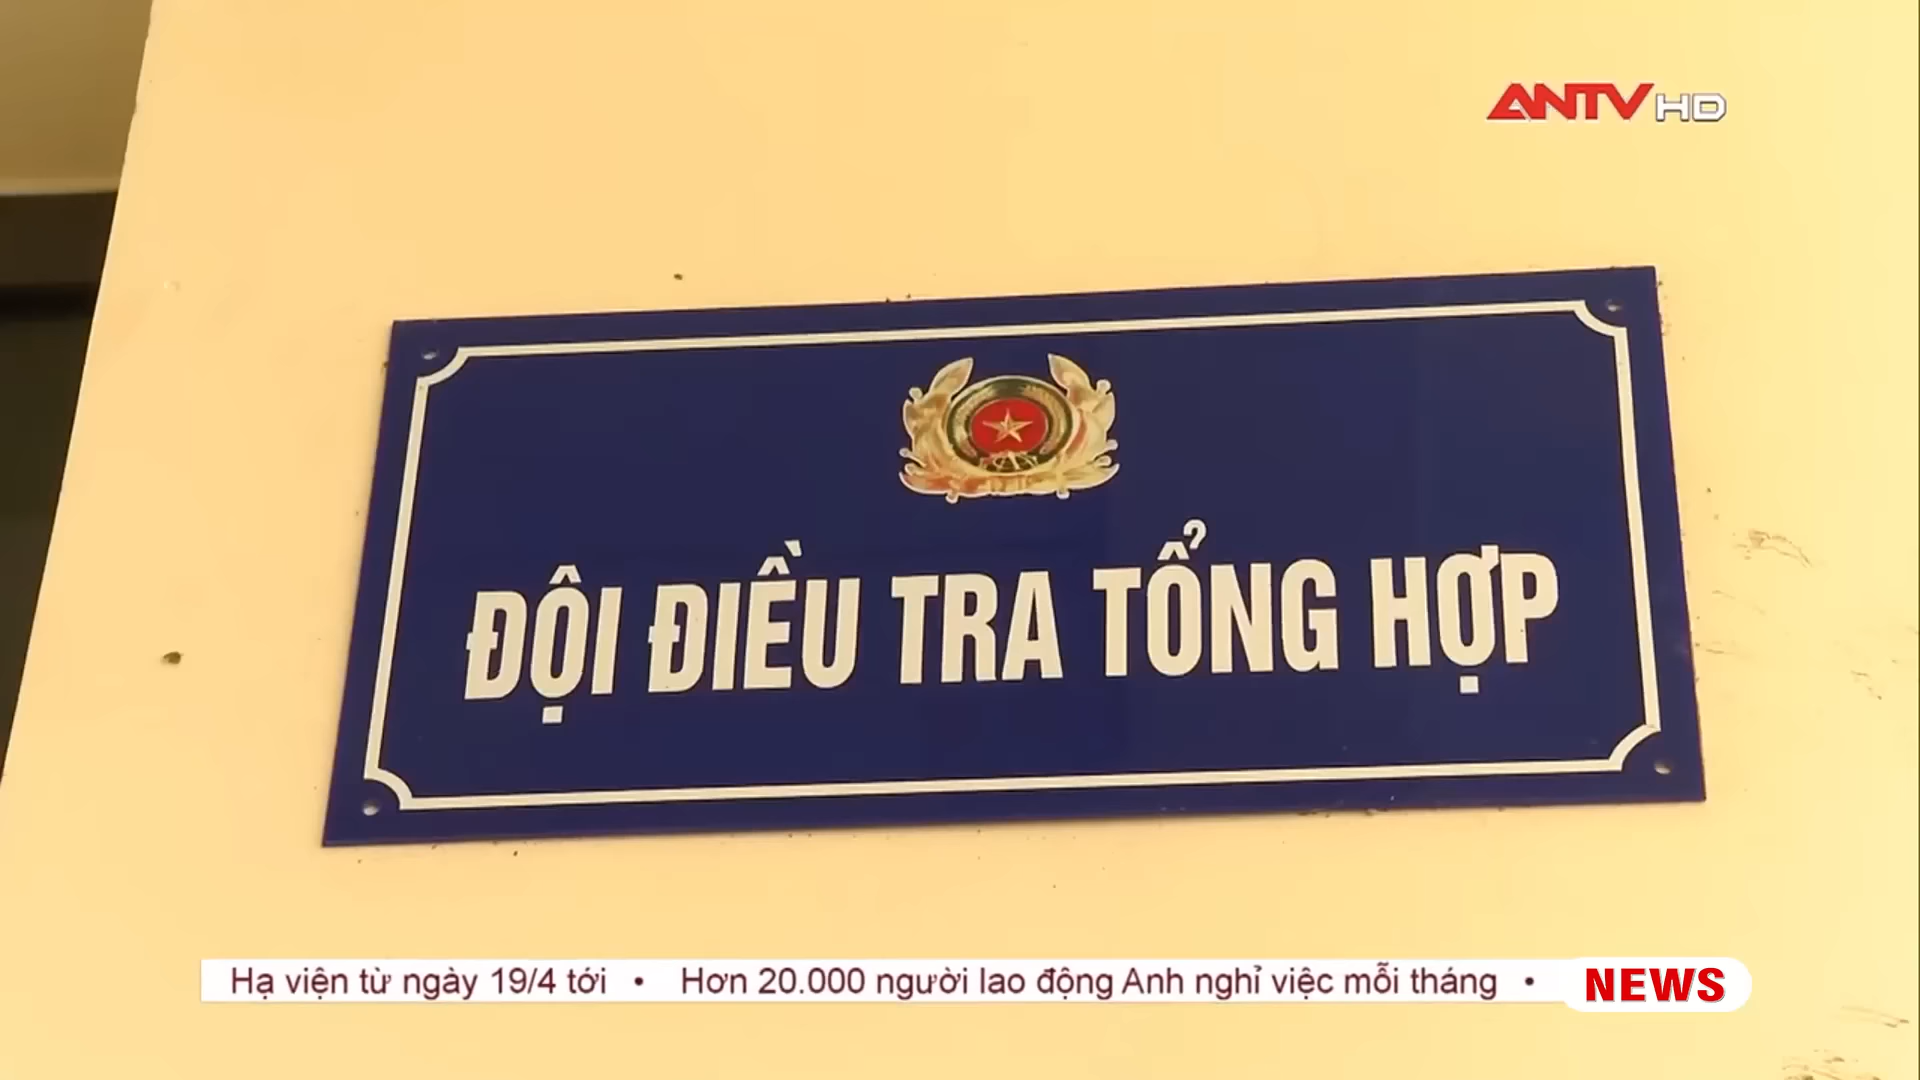 ANTV HD
ĐỘI ĐIỀU TRA TỔNG HỢP
Hạ viện từ ngày 19/4 tới • Hơn 20.000 người lao động Anh nghỉ việc mỗi tháng •
NEWS